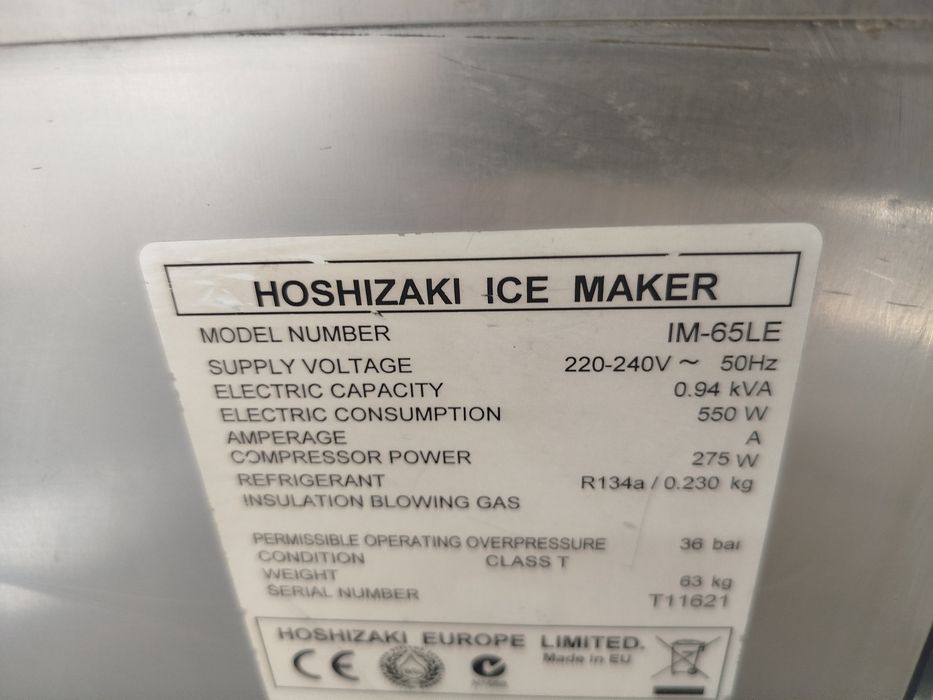 HOSHIZAKI ICE MAKER
MODEL NUMBER IM-65LE
SUPPLY VOLTAGE 220-240V ~ 50Hz
ELECTRIC CAPACITY 0.94 kVA
ELECTRIC CONSUMPTION 550 W
AMPERAGE A
COMPRESSOR POWER 275 W
REFRIGERANT R134a / 0.230 kg
INSULATION BLOWING GAS
PERMISSIBLE OPERATING OVERPRESSURE 36 bar
CONDITION CLASS T
WEIGHT 63 kg
SERIAL NUMBER T11621
HOSHIZAKI EUROPE LIMITED.
Made in EU
CE